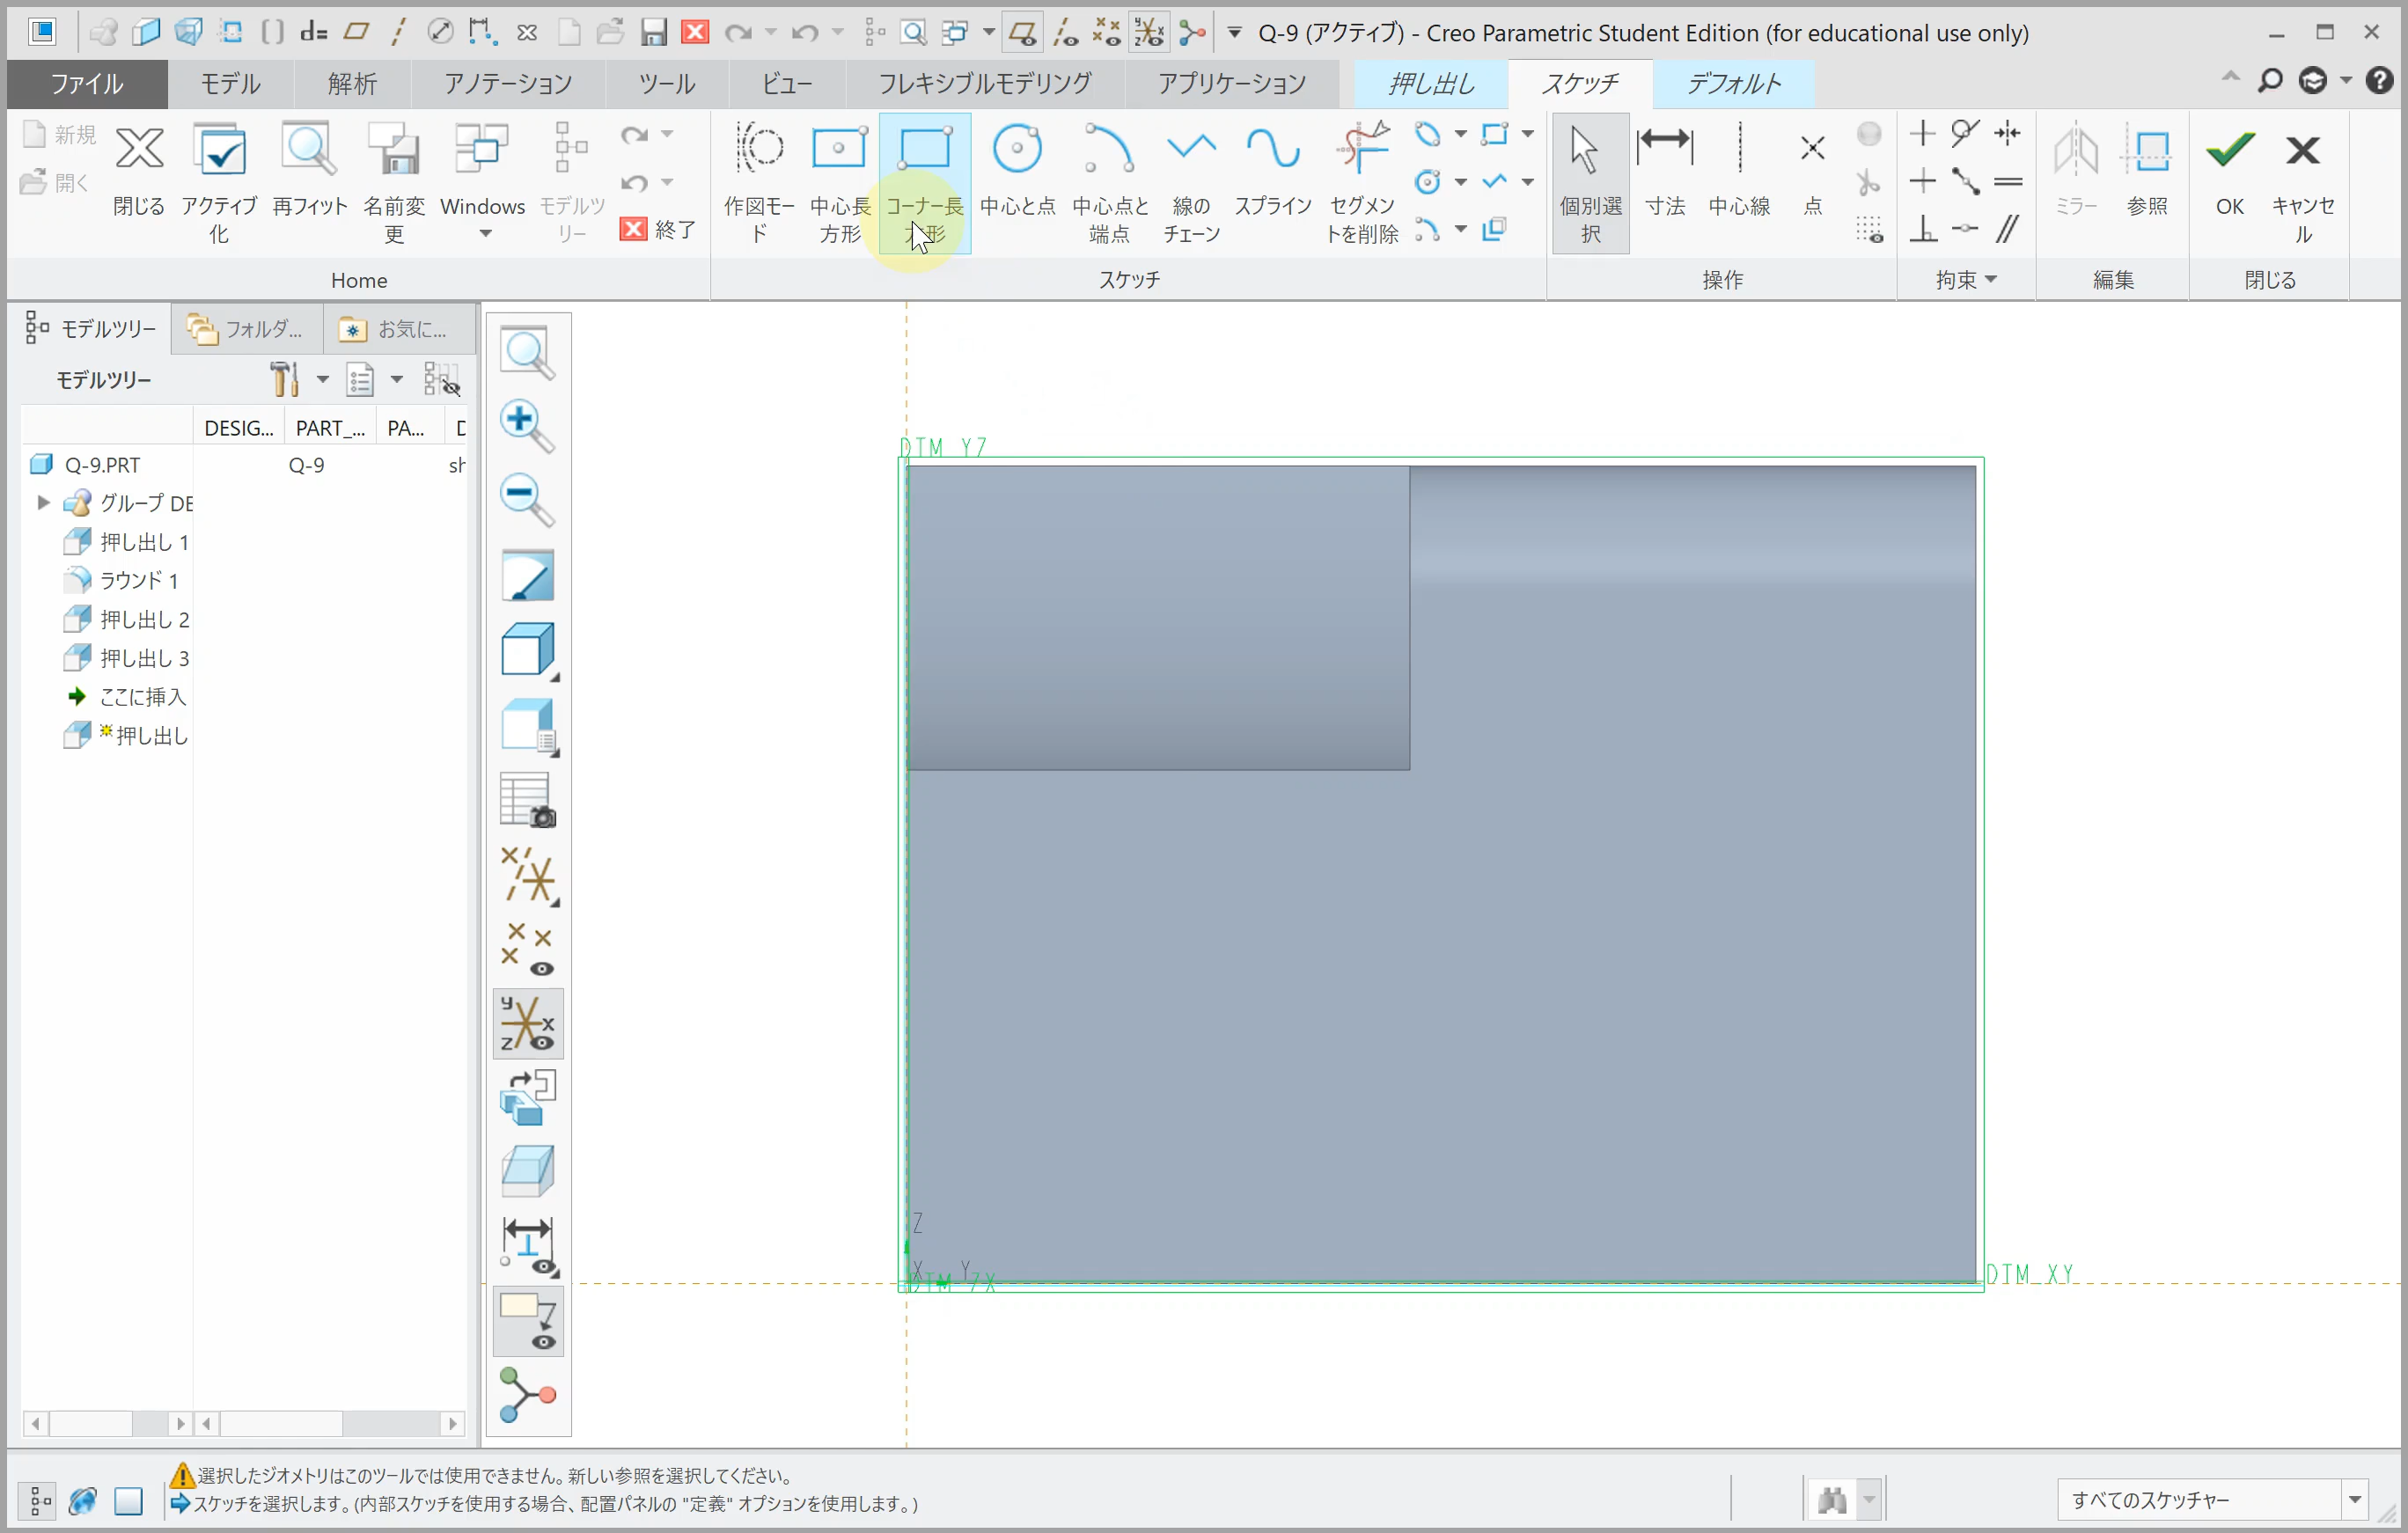 Q-9 (アクティブ) - Creo Parametric Student Edition (for educational use only)
ファイル モデル 解析 アノテーション ツール ビュー フレキシブルモデリング アプリケーション 押し出し スケッチ デフォルト
新規
開く
閉じる
アクティブ
化
再フィット
名前変
更
Windows
モデルツ
リー
終了
作図モー
ド
中心長
方形
コーナー長
方形
中心と点
中心点と
端点
線の
チェーン
スプライン
セグメン
トを削除
個別選
択
寸法
中心線
点
ミラー
参照
OK
キャンセ
ル
Home スケッチ 操作 拘束 編集 閉じる
モデルツリー フォルダ... お気に...
モデルツリー
DESIG... PART_... PA...
Q-9.PRT Q-9 sh
グループ DE
押し出し 1
ラウンド 1
押し出し 2
押し出し 3
ここに挿入
押し出し
DTM_YZ
Z
X Y
DTM_ZX
DTM_XY
選択したジオメトリはこのツールでは使用できません。新しい参照を選択してください。
スケッチを選択します。(内部スケッチを使用する場合、配置パネルの "定義" オプションを使用します。)
すべてのスケッチャー